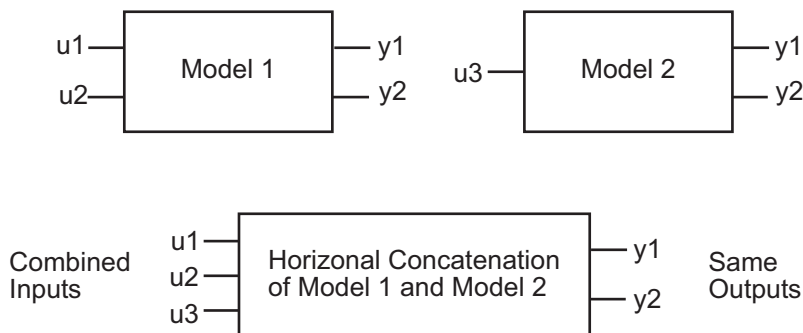 u1
u2
Model 1
y1
y2
u3
Model 2
y1
y2
Combined
Inputs
u1
u2
u3
Horizonal Concatenation
of Model 1 and Model 2
y1
y2
Same
Outputs